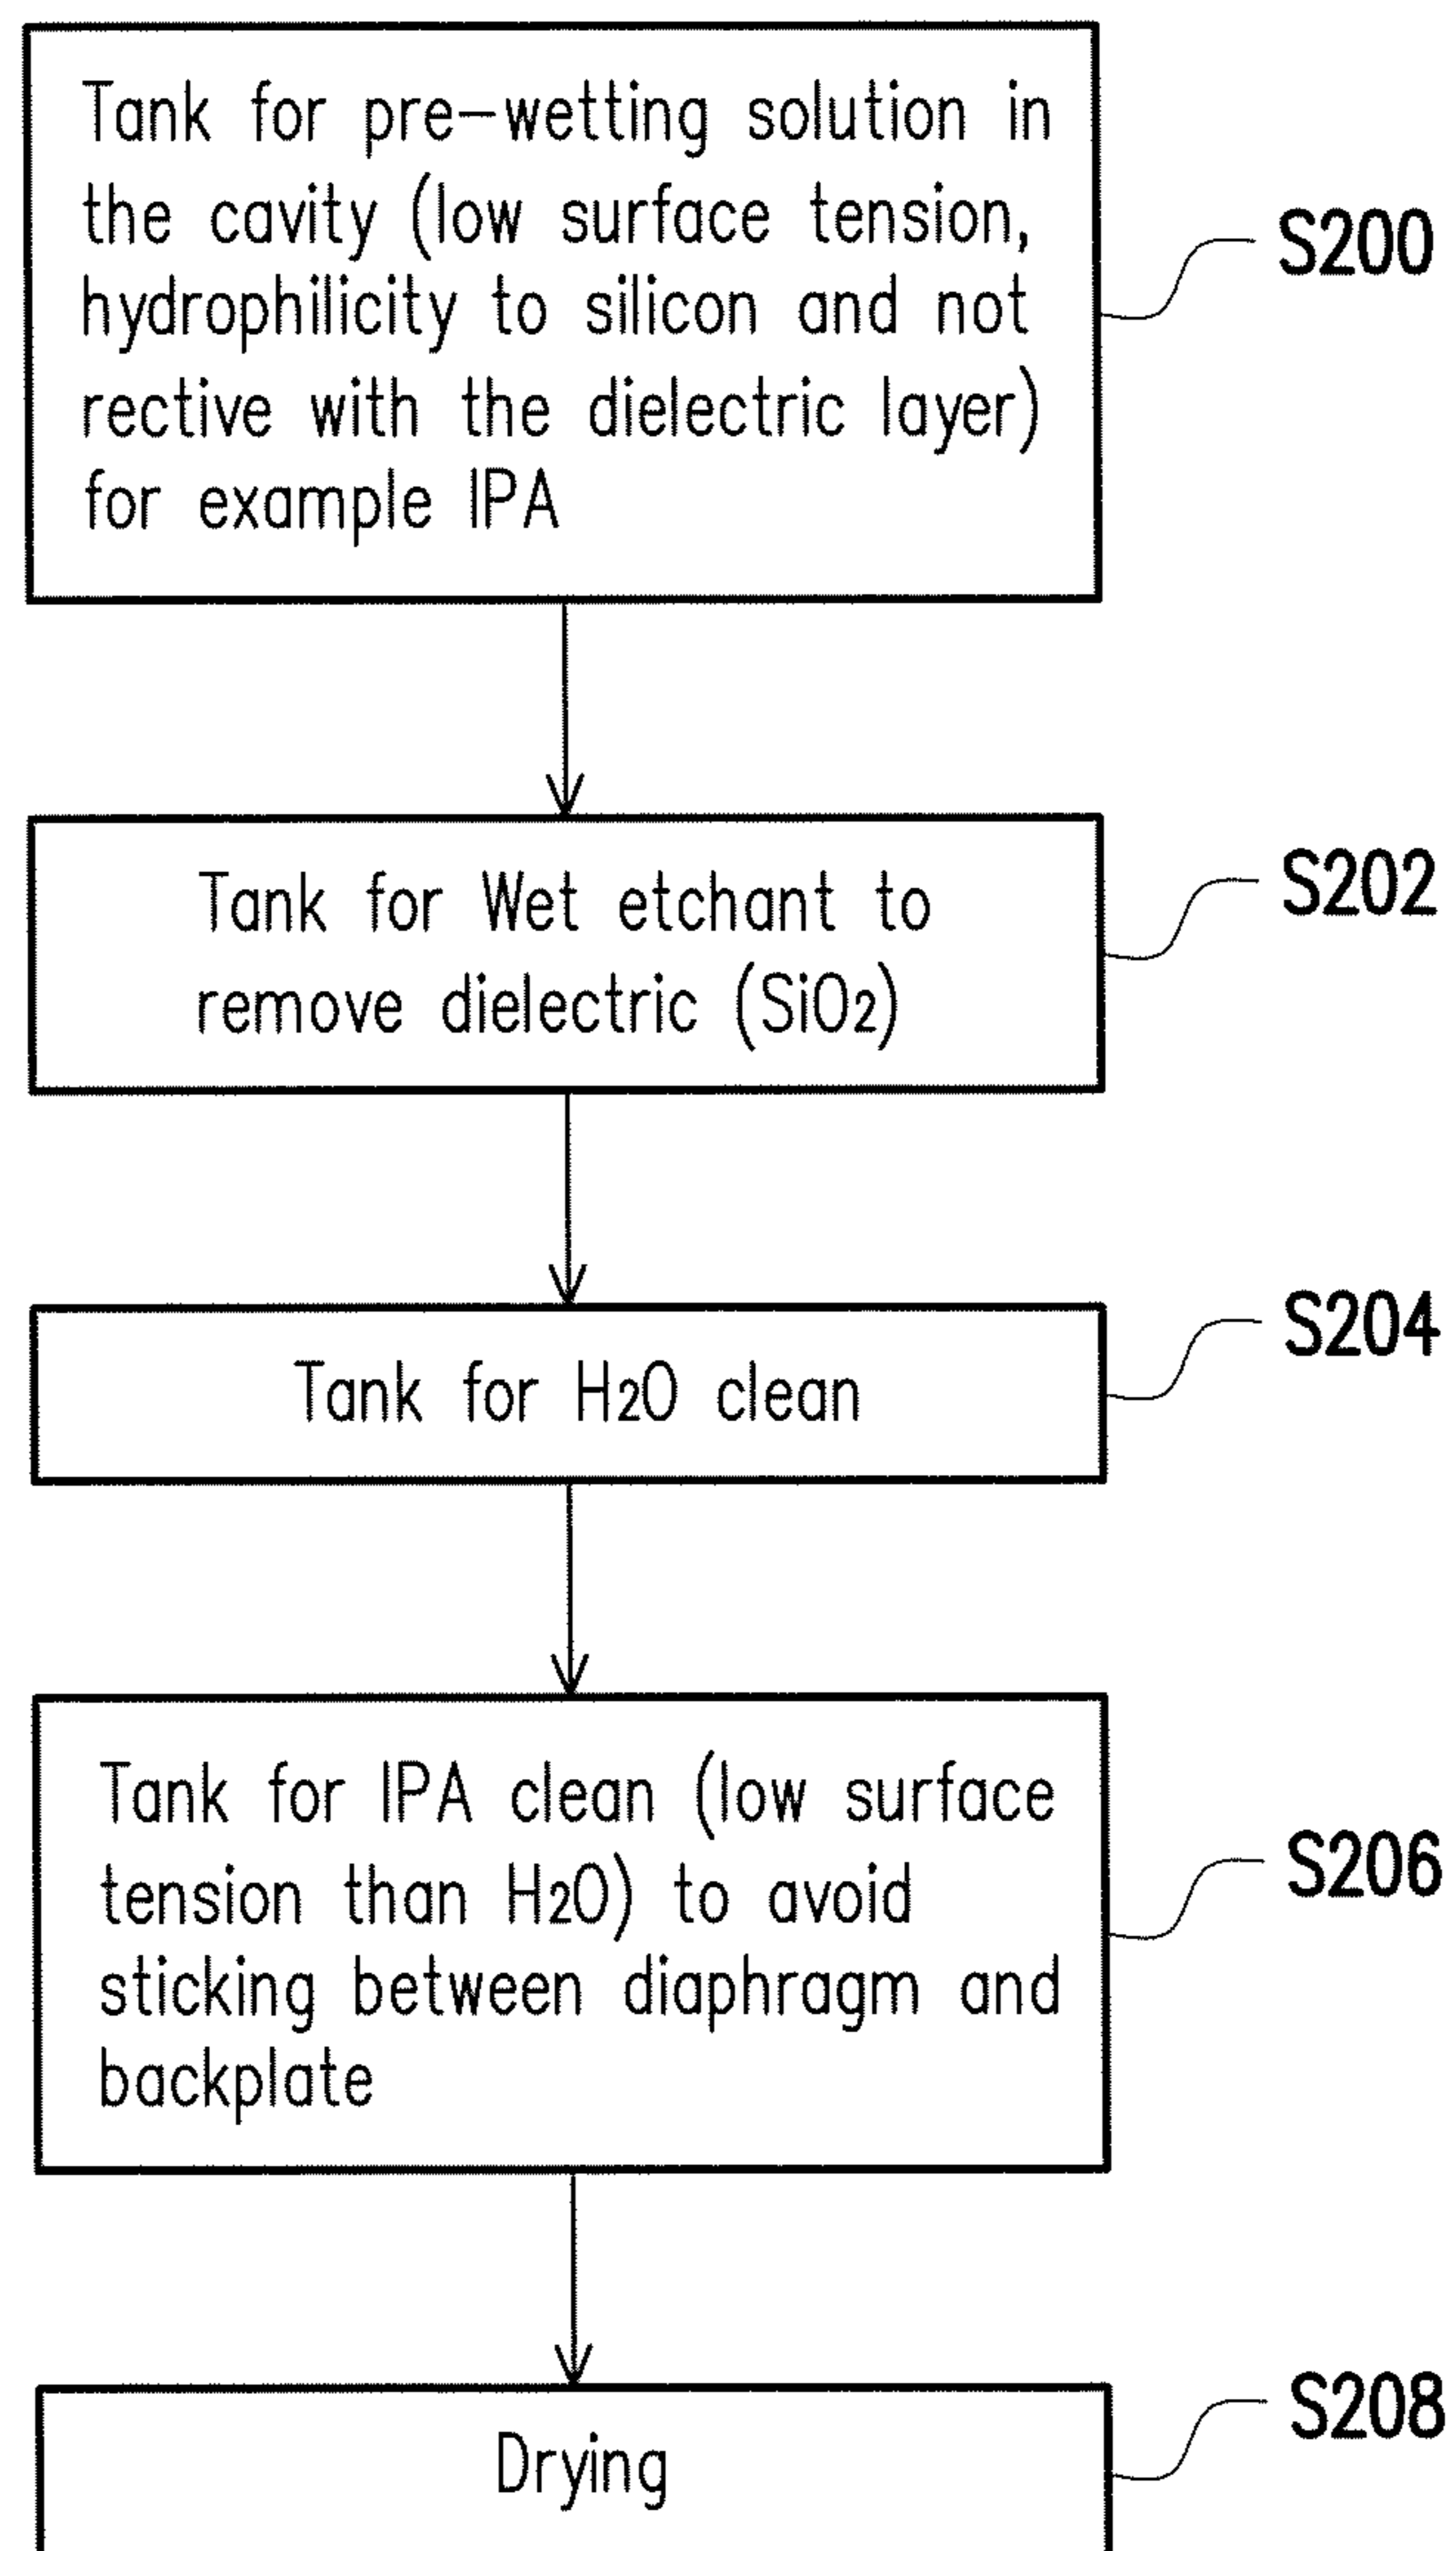 Tank for pre-wetting solution in
the cavity (low surface tension,
hydrophilicity to silicon and not
rective with the dielectric layer)
for example IPA
S200
Tank for Wet etchant to
remove dielectric (SiO2)
S202
Tank for H2O clean
S204
Tank for IPA clean (low surface
tension than H2O) to avoid
sticking between diaphragm and
backplate
S206
Drying
S208